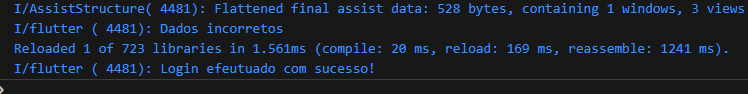 I/AssistStructure( 4481): Flattened final assist data: 528 bytes, containing 1 windows, 3 views
I/flutter ( 4481): Dados incorretos
Reloaded 1 of 723 libraries in 1.561ms (compile: 20 ms, reload: 169 ms, reassemble: 1241 ms).
I/flutter ( 4481): Login efeutuado com sucesso!